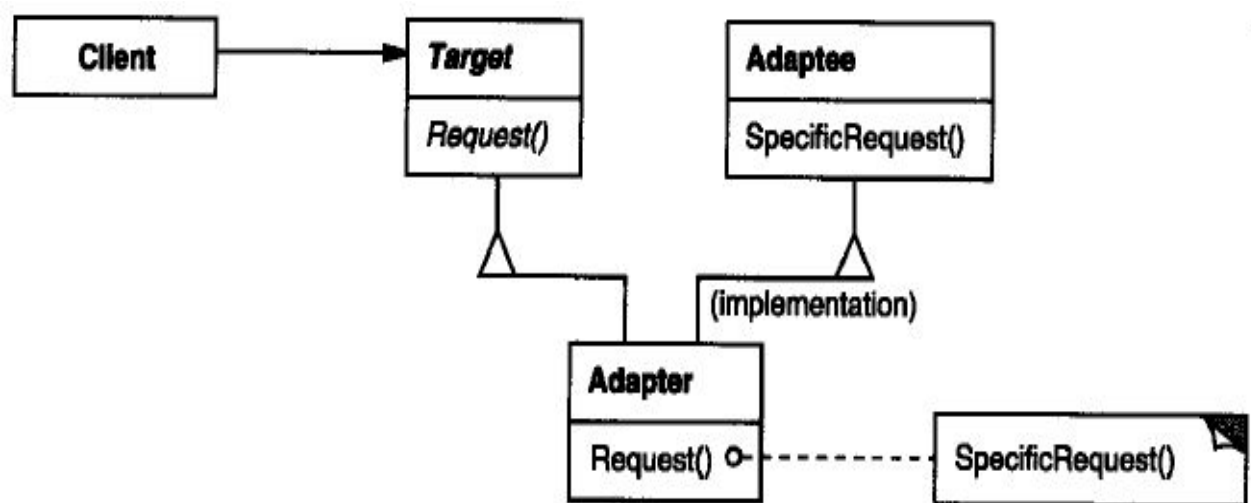 Client
Target
Request()
Adaptee
SpecificRequest()
(implementation)
Adapter
Request()
SpecificRequest()